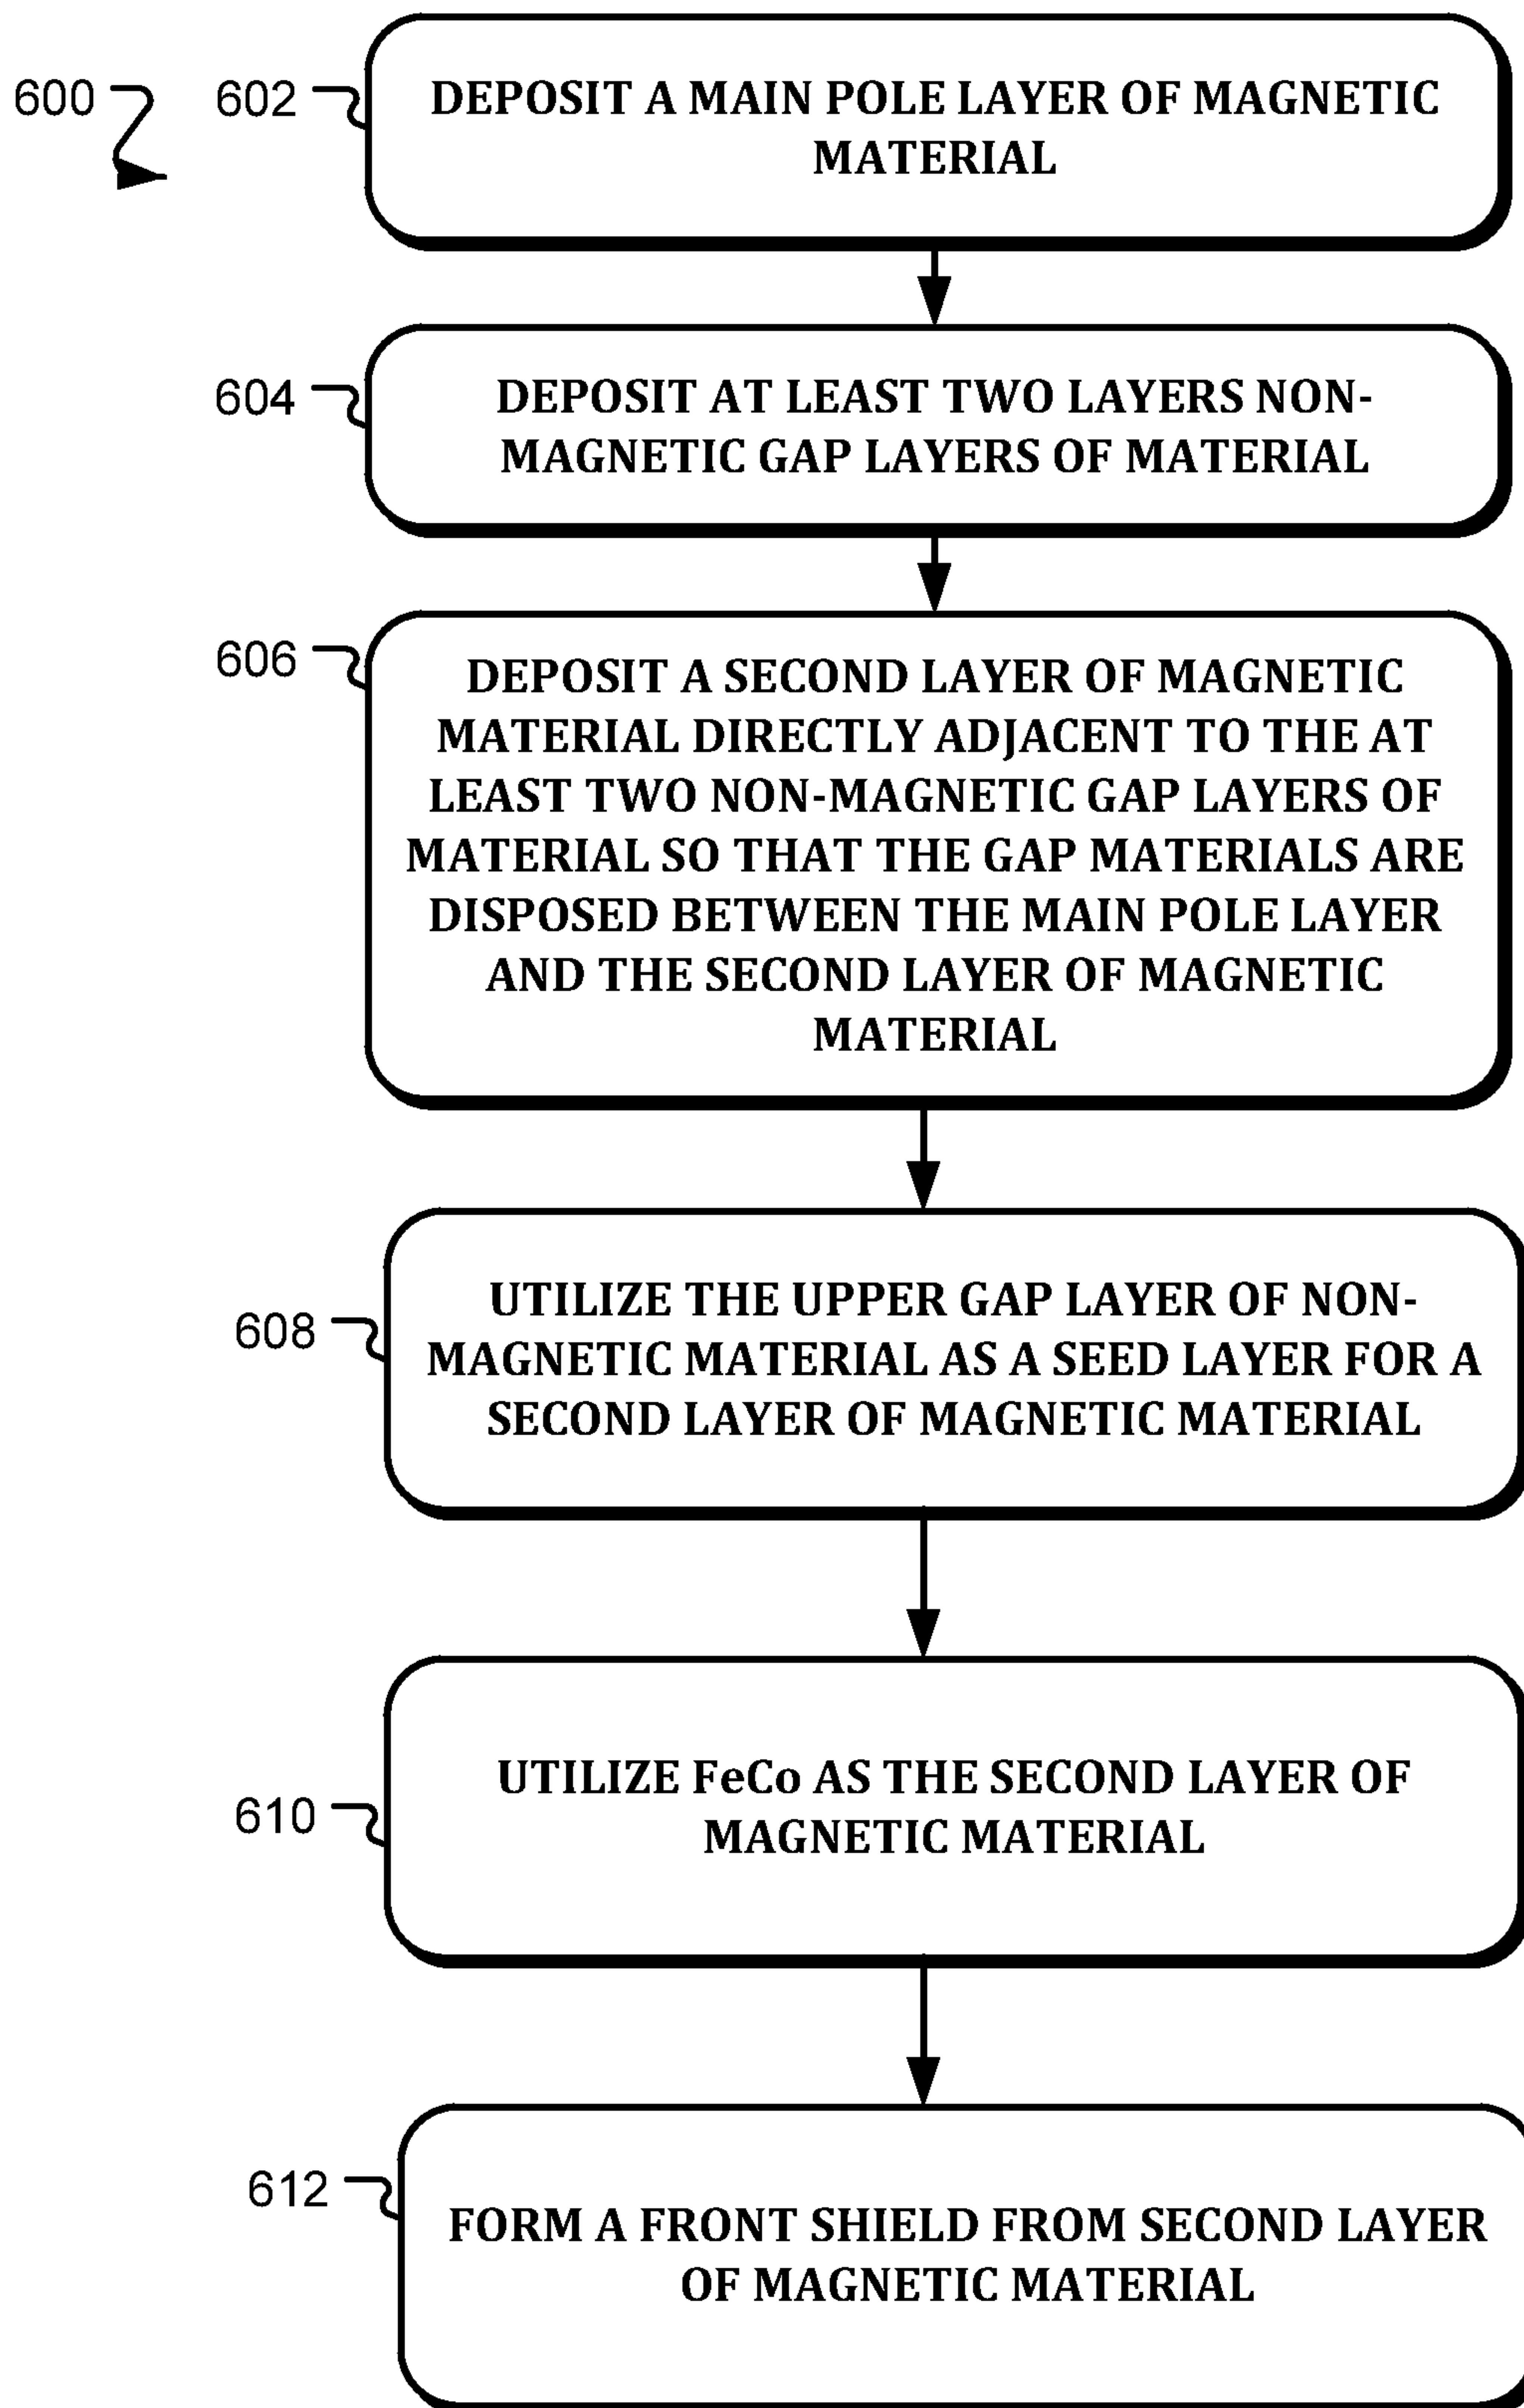 600
602
DEPOSIT A MAIN POLE LAYER OF MAGNETIC
MATERIAL
604
DEPOSIT AT LEAST TWO LAYERS NON-
MAGNETIC GAP LAYERS OF MATERIAL
606
DEPOSIT A SECOND LAYER OF MAGNETIC
MATERIAL DIRECTLY ADJACENT TO THE AT
LEAST TWO NON-MAGNETIC GAP LAYERS OF
MATERIAL SO THAT THE GAP MATERIALS ARE
DISPOSED BETWEEN THE MAIN POLE LAYER
AND THE SECOND LAYER OF MAGNETIC
MATERIAL
608
UTILIZE THE UPPER GAP LAYER OF NON-
MAGNETIC MATERIAL AS A SEED LAYER FOR A
SECOND LAYER OF MAGNETIC MATERIAL
610
UTILIZE FeCo AS THE SECOND LAYER OF
MAGNETIC MATERIAL
612
FORM A FRONT SHIELD FROM SECOND LAYER
OF MAGNETIC MATERIAL